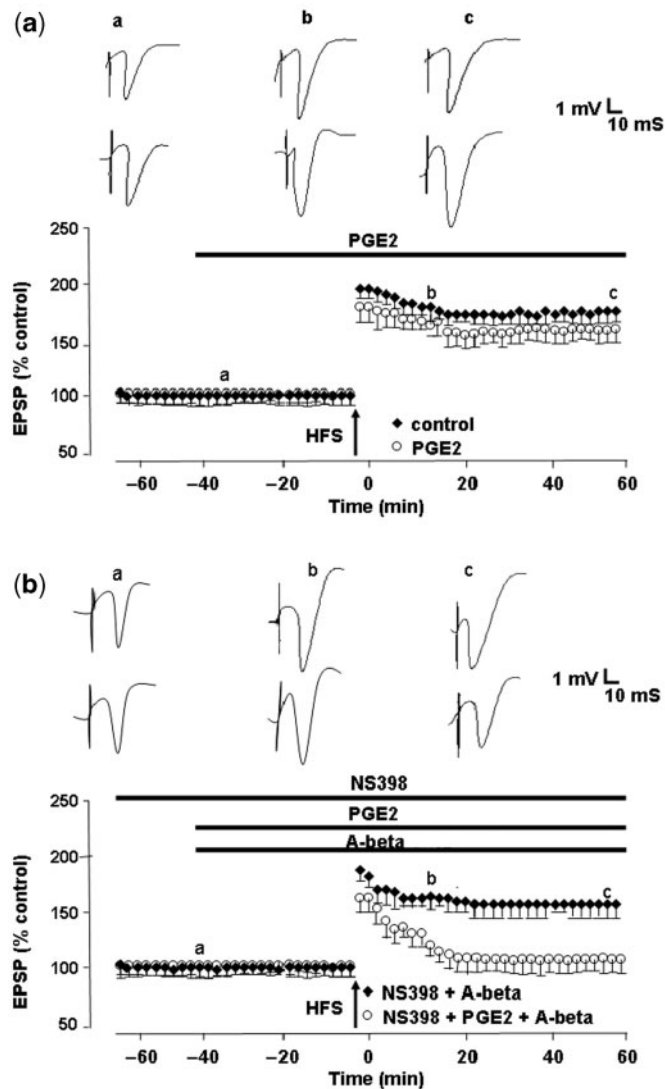 (a)
a b c
1 mV
10 mS
PGE2
250
200
150
100
50
EPSP (% control)
b c
a
HFS
control
PGE2
−60 −40 −20 0 20 40 60
Time (min)
(b)
a b c
1 mV
10 mS
NS398
PGE2
A-beta
250
200
150
100
50
EPSP (% control)
b c
a
HFS
NS398 + A-beta
NS398 + PGE2 + A-beta
−60 −40 −20 0 20 40 60
Time (min)